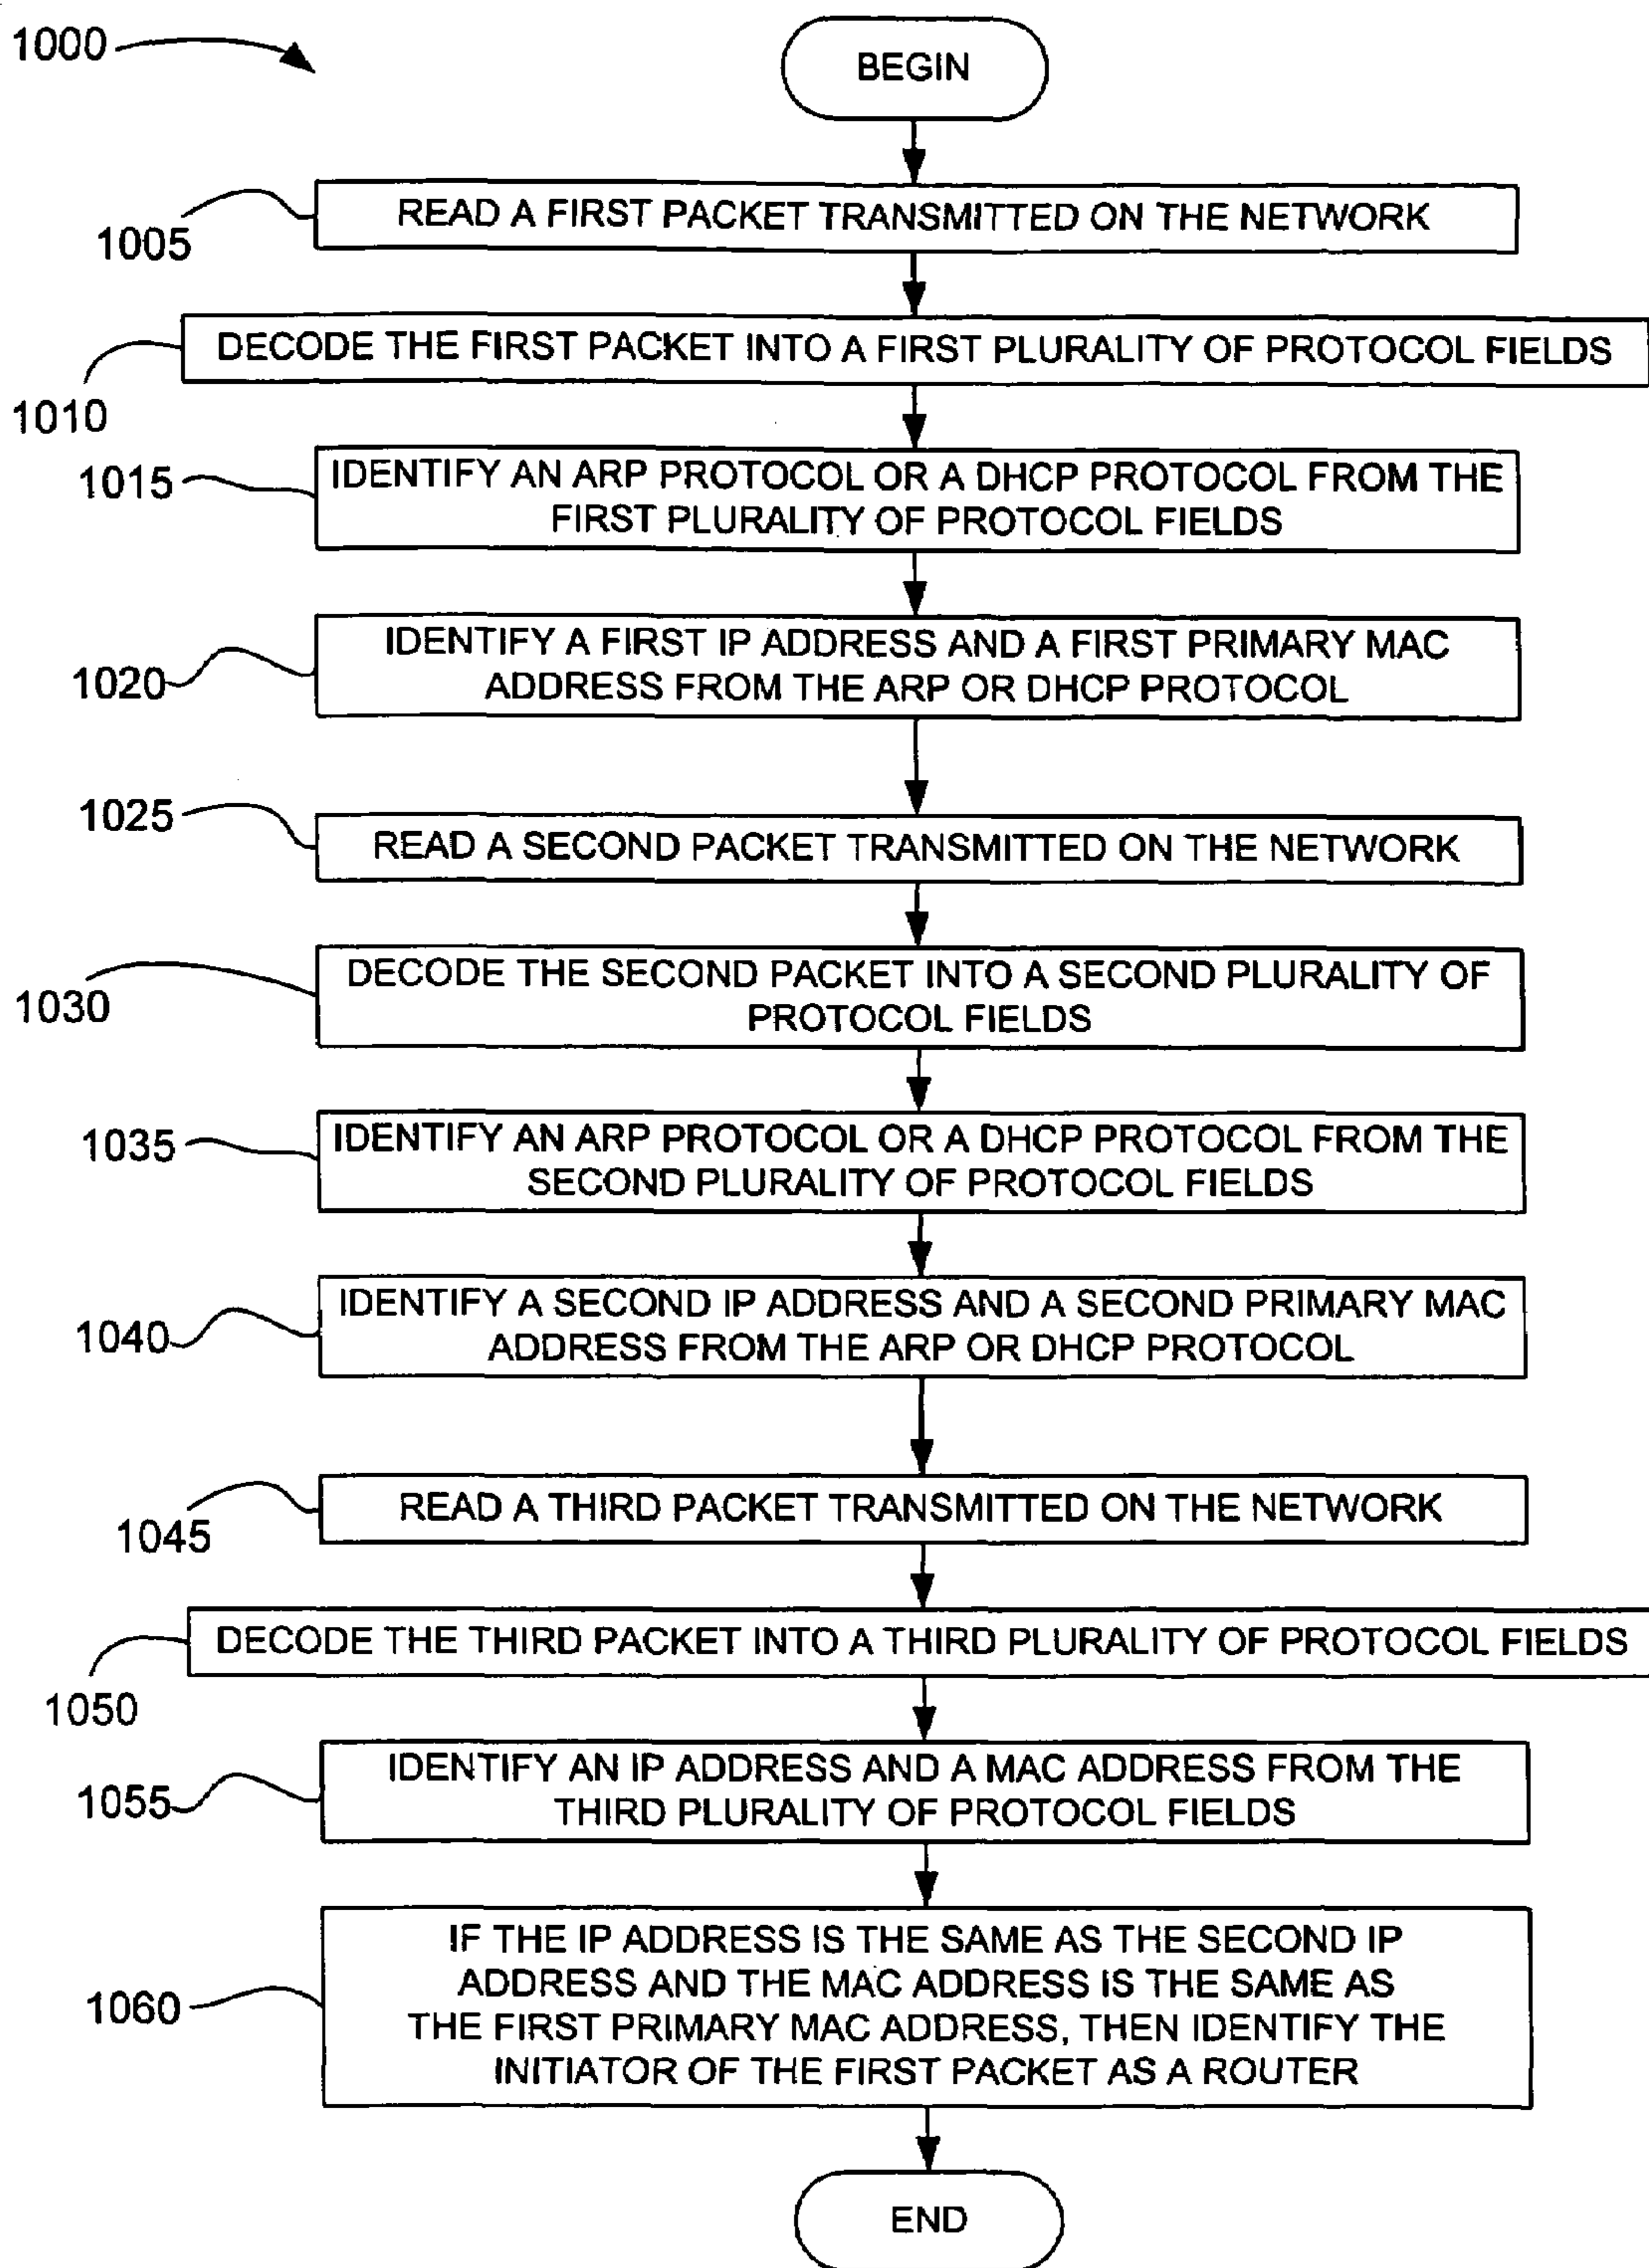 1000
BEGIN
1005
READ A FIRST PACKET TRANSMITTED ON THE NETWORK
1010
DECODE THE FIRST PACKET INTO A FIRST PLURALITY OF PROTOCOL FIELDS
1015
IDENTIFY AN ARP PROTOCOL OR A DHCP PROTOCOL FROM THE
FIRST PLURALITY OF PROTOCOL FIELDS
1020
IDENTIFY A FIRST IP ADDRESS AND A FIRST PRIMARY MAC
ADDRESS FROM THE ARP OR DHCP PROTOCOL
1025
READ A SECOND PACKET TRANSMITTED ON THE NETWORK
1030
DECODE THE SECOND PACKET INTO A SECOND PLURALITY OF
PROTOCOL FIELDS
1035
IDENTIFY AN ARP PROTOCOL OR A DHCP PROTOCOL FROM THE
SECOND PLURALITY OF PROTOCOL FIELDS
1040
IDENTIFY A SECOND IP ADDRESS AND A SECOND PRIMARY MAC
ADDRESS FROM THE ARP OR DHCP PROTOCOL
1045
READ A THIRD PACKET TRANSMITTED ON THE NETWORK
1050
DECODE THE THIRD PACKET INTO A THIRD PLURALITY OF PROTOCOL FIELDS
1055
IDENTIFY AN IP ADDRESS AND A MAC ADDRESS FROM THE
THIRD PLURALITY OF PROTOCOL FIELDS
1060
IF THE IP ADDRESS IS THE SAME AS THE SECOND IP
ADDRESS AND THE MAC ADDRESS IS THE SAME AS
THE FIRST PRIMARY MAC ADDRESS, THEN IDENTIFY THE
INITIATOR OF THE FIRST PACKET AS A ROUTER
END